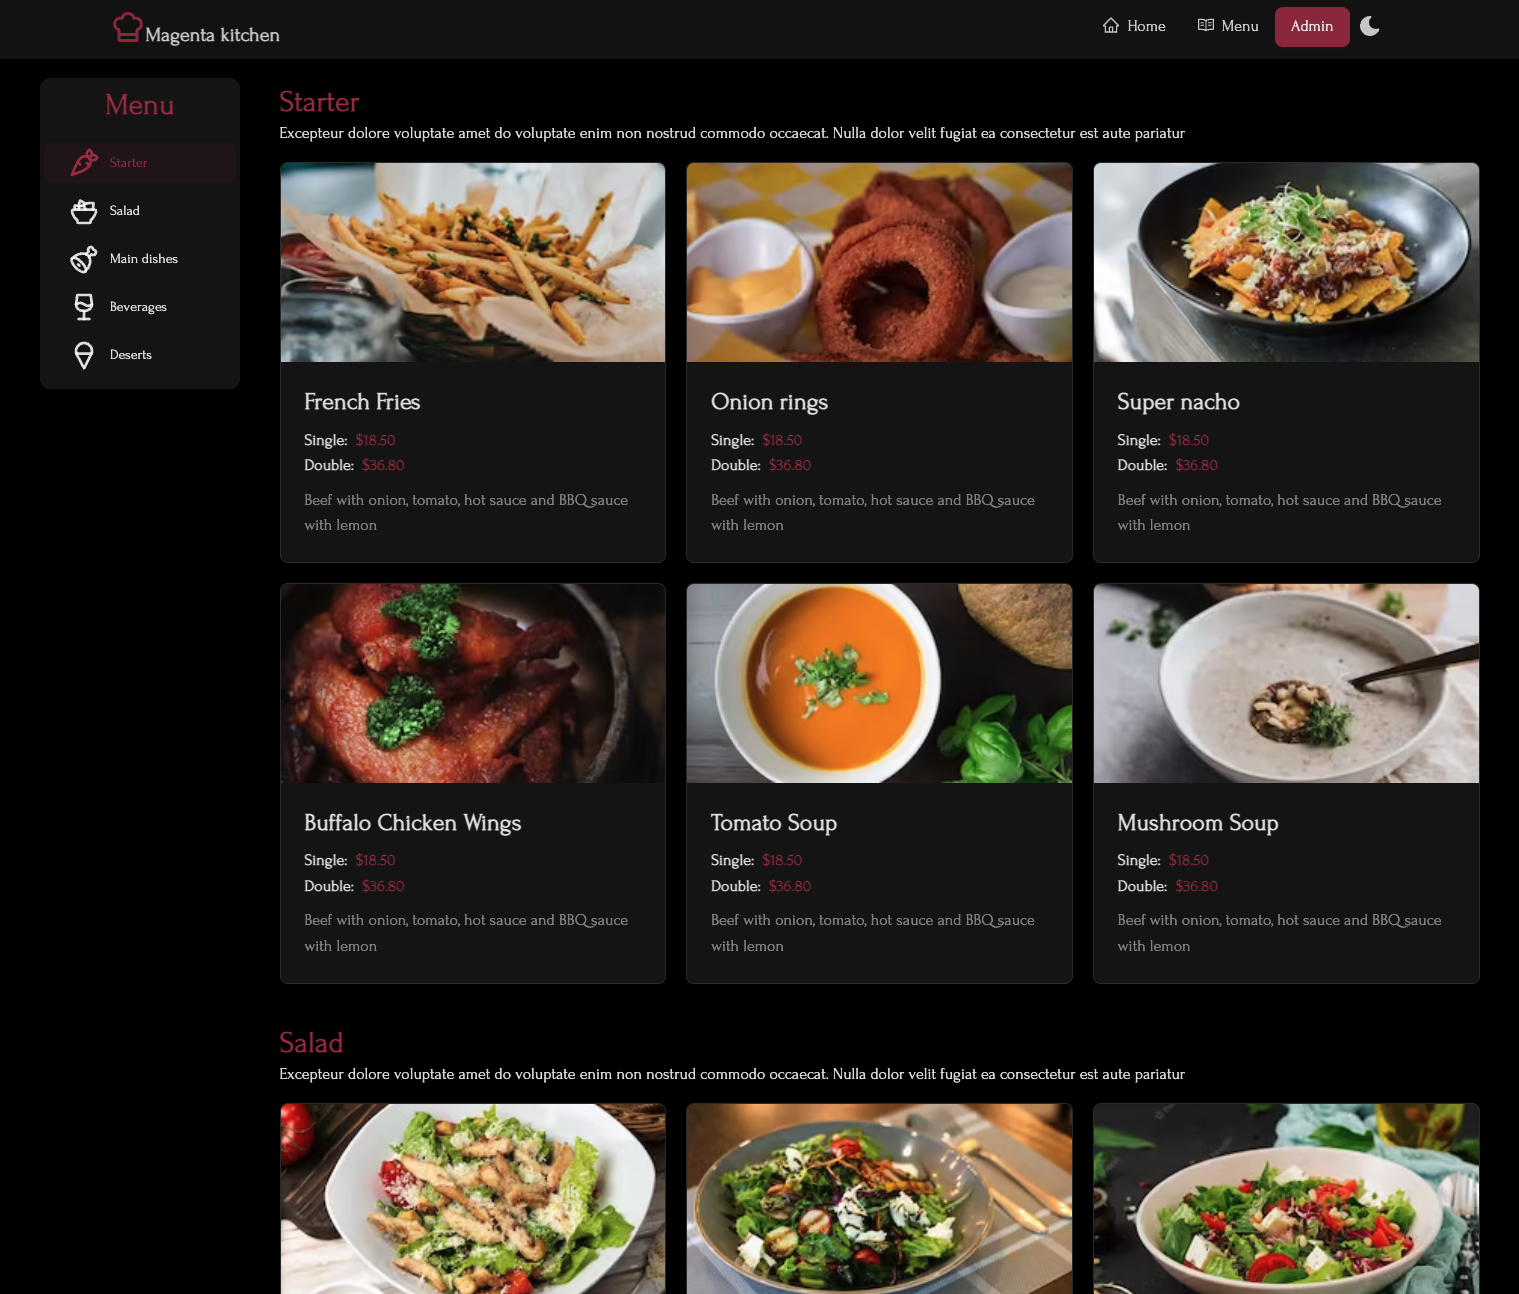 Magenta kitchen
Home
Menu
Admin
Menu
Starter
Salad
Main dishes
Beverages
Deserts
Starter
Excepteur dolore voluptate amet do voluptate enim non nostrud commodo occaecat. Nulla dolor velit fugiat ea consectetur est aute pariatur
French Fries
Single: $18.50
Double: $36.80
Beef with onion, tomato, hot sauce and BBQ sauce
with lemon
Onion rings
Single: $18.50
Double: $36.80
Beef with onion, tomato, hot sauce and BBQ sauce
with lemon
Super nacho
Single: $18.50
Double: $36.80
Beef with onion, tomato, hot sauce and BBQ sauce
with lemon
Buffalo Chicken Wings
Single: $18.50
Double: $36.80
Beef with onion, tomato, hot sauce and BBQ sauce
with lemon
Tomato Soup
Single: $18.50
Double: $36.80
Beef with onion, tomato, hot sauce and BBQ sauce
with lemon
Mushroom Soup
Single: $18.50
Double: $36.80
Beef with onion, tomato, hot sauce and BBQ sauce
with lemon
Salad
Excepteur dolore voluptate amet do voluptate enim non nostrud commodo occaecat. Nulla dolor velit fugiat ea consectetur est aute pariatur